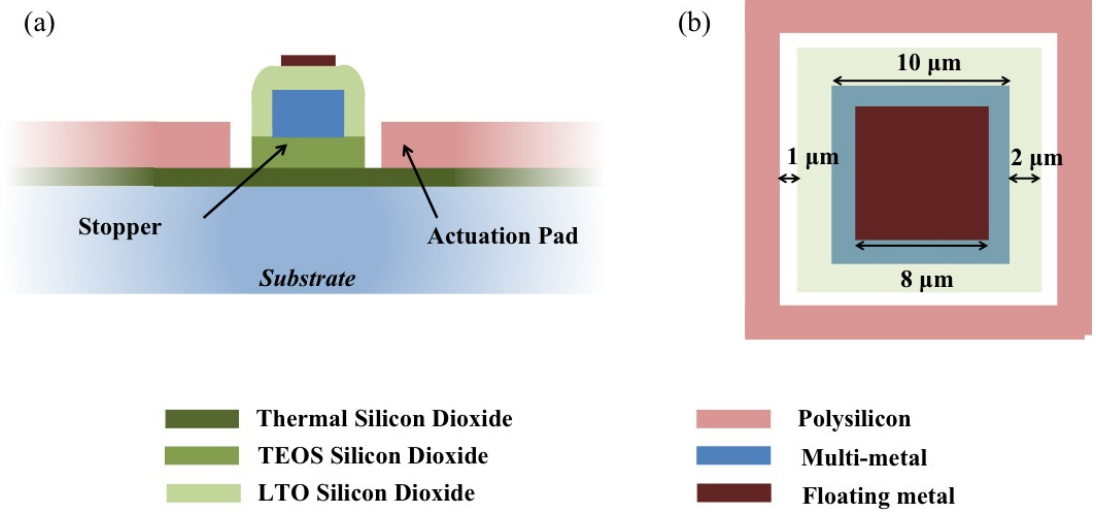 (a)
(b)
10 μm
1 μm
2 μm
8 μm
Stopper
Actuation Pad
Substrate
Thermal Silicon Dioxide
TEOS Silicon Dioxide
LTO Silicon Dioxide
Polysilicon
Multi-metal
Floating metal